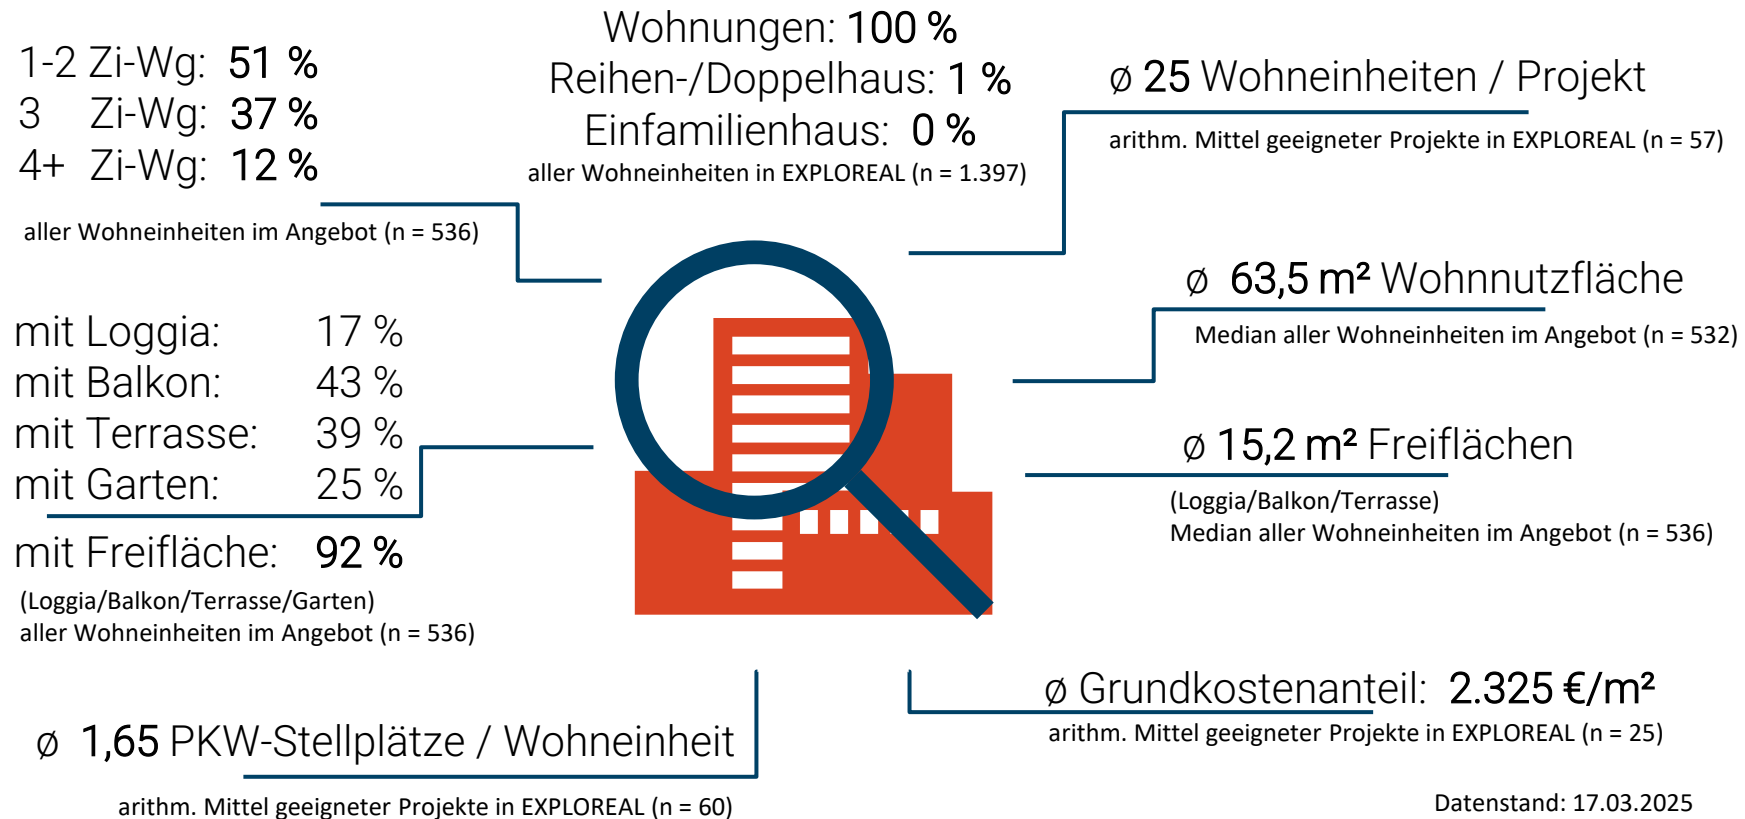 1-2 Zi-Wg: 51 %
3 Zi-Wg: 37 %
4+ Zi-Wg: 12 %
aller Wohneinheiten im Angebot (n = 536)
Wohnungen: 100 %
Reihen-/Doppelhaus: 1 %
Einfamilienhaus: 0 %
aller Wohneinheiten in EXPLOREAL (n = 1.397)
ø 25 Wohneinheiten / Projekt
arithm. Mittel geeigneter Projekte in EXPLOREAL (n = 57)
ø 63,5 m² Wohnnutzfläche
Median aller Wohneinheiten im Angebot (n = 532)
mit Loggia: 17 %
mit Balkon: 43 %
mit Terrasse: 39 %
mit Garten: 25 %
mit Freifläche: 92 %
(Loggia/Balkon/Terrasse/Garten)
aller Wohneinheiten im Angebot (n = 536)
ø 15,2 m² Freiflächen
(Loggia/Balkon/Terrasse)
Median aller Wohneinheiten im Angebot (n = 536)
ø 1,65 PKW-Stellplätze / Wohneinheit
arithm. Mittel geeigneter Projekte in EXPLOREAL (n = 60)
ø Grundkostenanteil: 2.325 €/m²
arithm. Mittel geeigneter Projekte in EXPLOREAL (n = 25)
Datenstand: 17.03.2025